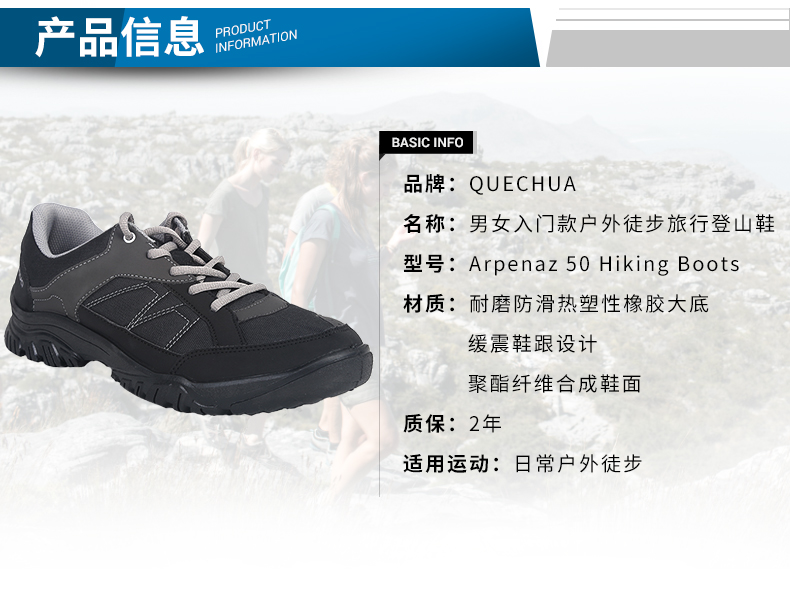 产品信息
PRODUCT
INFORMATION
BASIC INFO
品牌：QUECHUA
名称：男女入门款户外徒步旅行登山鞋
型号：Arpenaz 50 Hiking Boots
材质：耐磨防滑热塑性橡胶大底
缓震鞋跟设计
聚酯纤维合成鞋面
质保：2年
适用运动：日常户外徒步